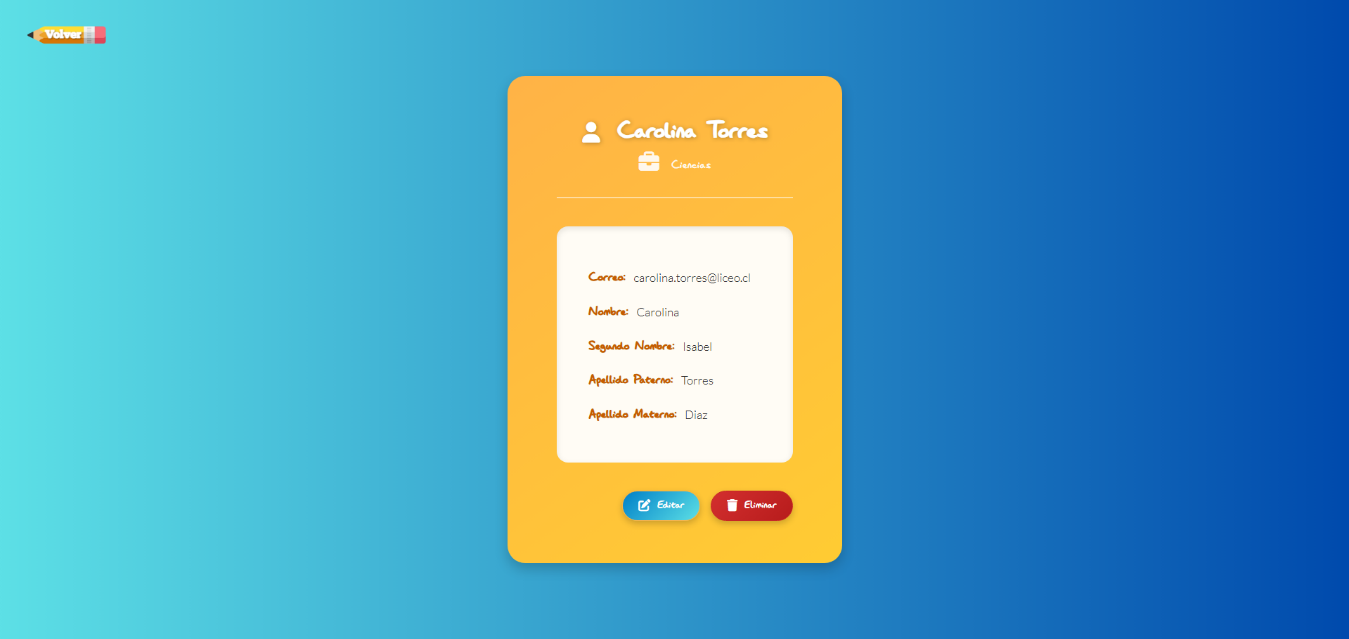 Volver
Carolina Torres
Ciencias
Correo: carolina.torres@liceo.cl
Nombre: Carolina
Segundo Nombre: Isabel
Apellido Paterno: Torres
Apellido Materno: Díaz
Editar
Eliminar